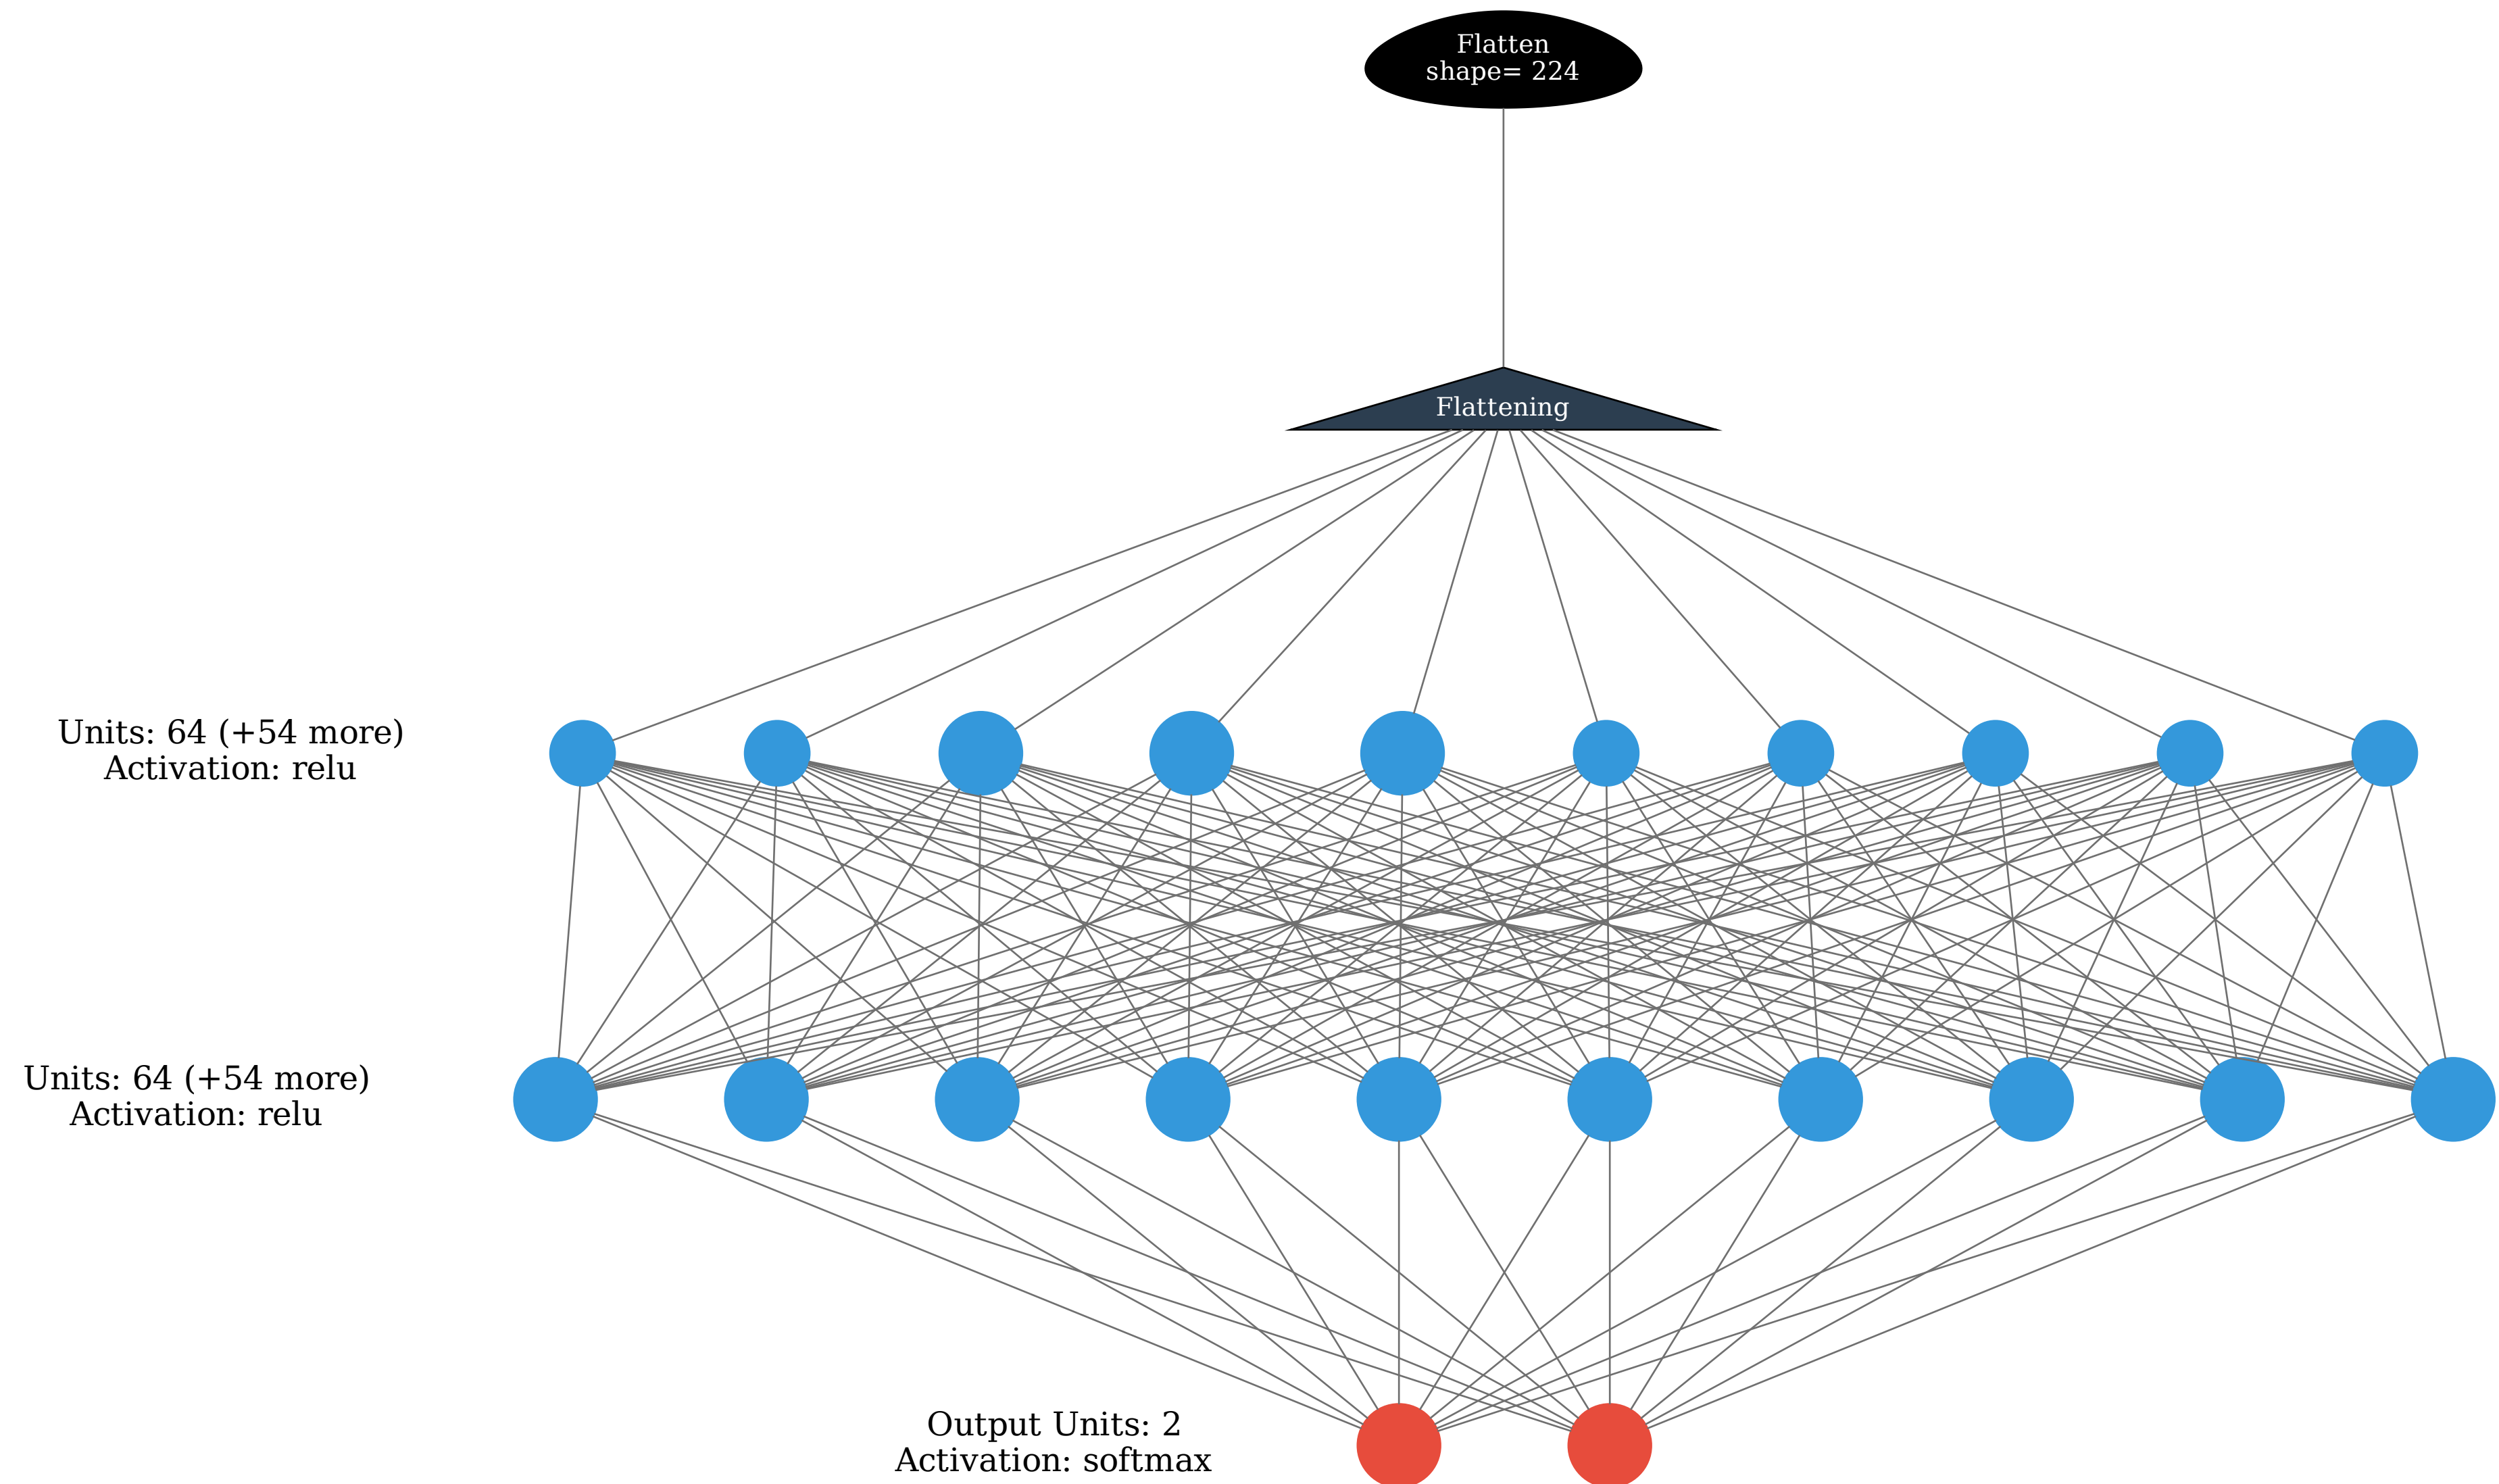 Flatten
shape= 224
Flattening
Units: 64 (+54 more)
Activation: relu
Units: 64 (+54 more)
Activation: relu
Output Units: 2
Activation: softmax